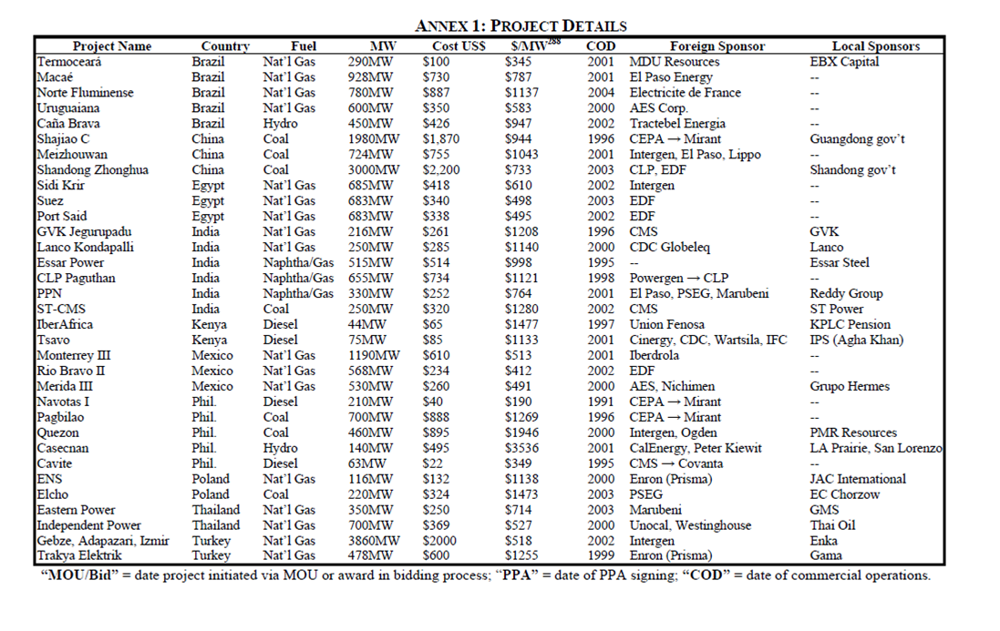 ANNEX 1: PROJECT DETAILS
Project Name Country Fuel MW Cost US$ $/MW288 COD Foreign Sponsor Local Sponsors
Termoceará Brazil Nat'l Gas 290MW $100 $345 2001 MDU Resources EBX Capital
Macaé Brazil Nat'l Gas 928MW $730 $787 2001 El Paso Energy --
Norte Fluminense Brazil Nat'l Gas 780MW $887 $1137 2004 Electricite de France --
Uruguaiana Brazil Nat'l Gas 600MW $350 $583 2000 AES Corp. --
Caña Brava Brazil Hydro 450MW $426 $947 2002 Tractebel Energia --
Shajiao C China Coal 1980MW $1,870 $944 1996 CEPA → Mirant Guangdong gov't
Meizhouwan China Coal 724MW $755 $1043 2001 Intergen, El Paso, Lippo --
Shandong Zhonghua China Coal 3000MW $2,200 $733 2003 CLP, EDF Shandong gov't
Sidi Krir Egypt Nat'l Gas 685MW $418 $610 2002 Intergen --
Suez Egypt Nat'l Gas 683MW $340 $498 2003 EDF --
Port Said Egypt Nat'l Gas 683MW $338 $495 2002 EDF --
GVK Jegurupadu India Nat'l Gas 216MW $261 $1208 1996 CMS GVK
Lanco Kondapalli India Nat'l Gas 250MW $285 $1140 2000 CDC Globeleq Lanco
Essar Power India Naphtha/Gas 515MW $514 $998 1995 -- Essar Steel
CLP Paguthan India Naphtha/Gas 655MW $734 $1121 1998 Powergen → CLP --
PPN India Naphtha/Gas 330MW $252 $764 2001 El Paso, PSEG, Marubeni Reddy Group
ST-CMS India Coal 250MW $320 $1280 2002 CMS ST Power
IberAfrica Kenya Diesel 44MW $65 $1477 1997 Union Fenosa KPLC Pension
Tsavo Kenya Diesel 75MW $85 $1133 2001 Cinergy, CDC, Wartsila, IFC IPS (Agha Khan)
Monterrey III Mexico Nat'l Gas 1190MW $610 $513 2001 Iberdrola --
Rio Bravo II Mexico Nat'l Gas 568MW $234 $412 2002 EDF --
Merida III Mexico Nat'l Gas 530MW $260 $491 2000 AES, Nichimen Grupo Hermes
Navotas I Phil. Diesel 210MW $40 $190 1991 CEPA → Mirant --
Pagbilao Phil. Coal 700MW $888 $1269 1996 CEPA → Mirant --
Quezon Phil. Coal 460MW $895 $1946 2000 Intergen, Ogden PMR Resources
Casecnan Phil. Hydro 140MW $495 $3536 2001 CalEnergy, Peter Kiewit LA Prairie, San Lorenzo
Cavite Phil. Diesel 63MW $22 $349 1995 CMS → Covanta --
ENS Poland Nat'l Gas 116MW $132 $1138 2000 Enron (Prisma) JAC International
Elcho Poland Coal 220MW $324 $1473 2003 PSEG EC Chorzow
Eastern Power Thailand Nat'l Gas 350MW $250 $714 2003 Marubeni GMS
Independent Power Thailand Nat'l Gas 700MW $369 $527 2000 Unocal, Westinghouse Thai Oil
Gebze, Adapazari, Izmir Turkey Nat'l Gas 3860MW $2000 $518 2002 Intergen Enka
Trakya Elektrik Turkey Nat'l Gas 478MW $600 $1255 1999 Enron (Prisma) Gama
"MOU/Bid" = date project initiated via MOU or award in bidding process; "PPA" = date of PPA signing; "COD" = date of commercial operations.